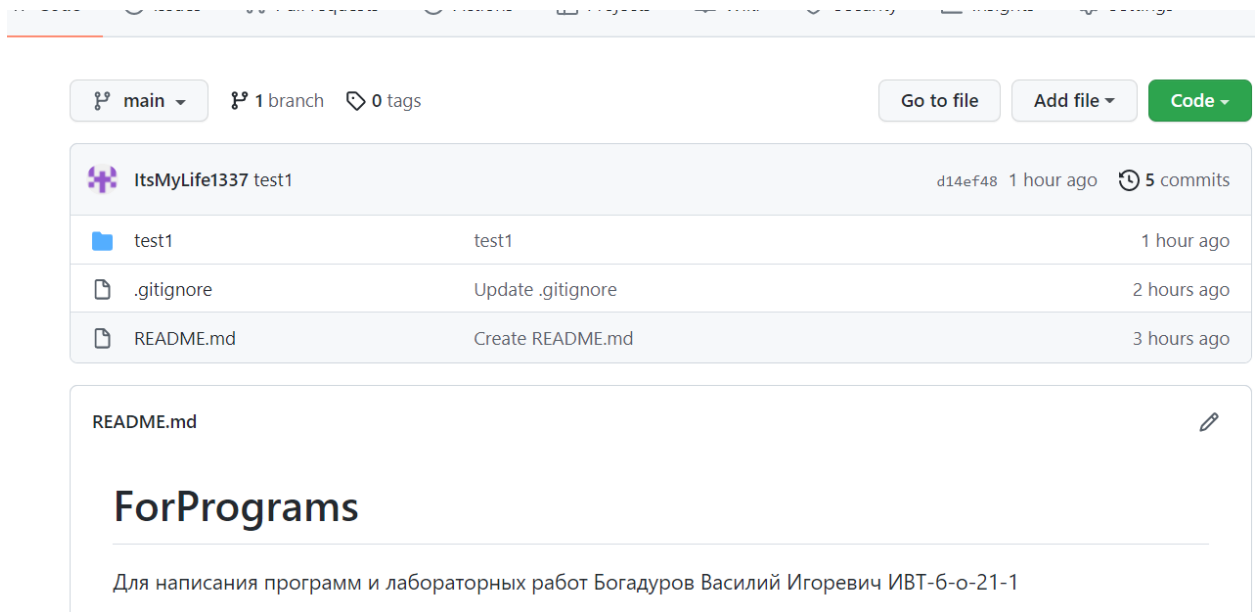 main 1 branch 0 tags Go to file Add file Code
ItsMyLife1337 test1 d14ef48 1 hour ago 5 commits
test1 test1 1 hour ago
.gitignore Update .gitignore 2 hours ago
README.md Create README.md 3 hours ago
README.md
ForPrograms
Для написания программ и лабораторных работ Богадуров Василий Игоревич ИВТ-б-о-21-1